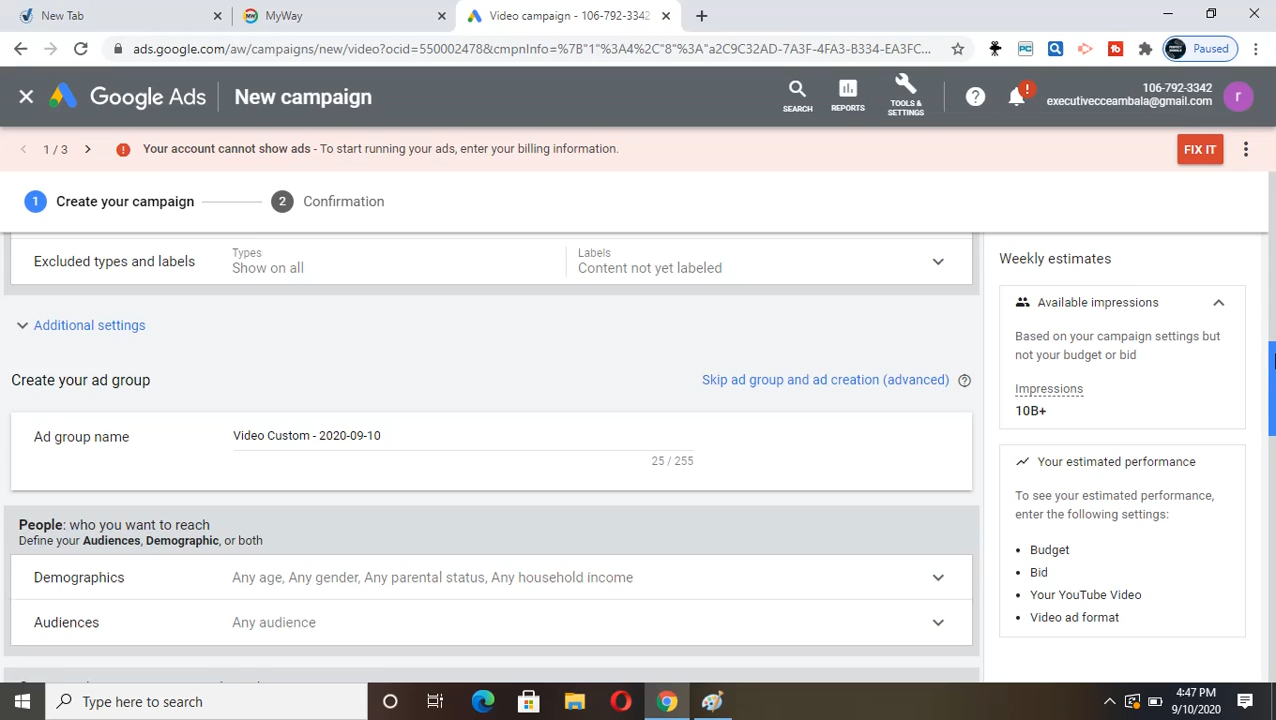 New Tab
MyWay
Video campaign - 106-792-3342
ads.google.com/aw/campaigns/new/video?ocid=550002478&cmpnInfo=%7B"1"%3A4%2C"8"%3A"a2C9C32AD-7A3F-4FA3-B334-EA3FC...
Paused
Google Ads
New campaign
SEARCH
REPORTS
TOOLS &
SETTINGS
106-792-3342
executivecceambala@gmail.com
r
1 / 3
Your account cannot show ads - To start running your ads, enter your billing information.
FIX IT
1 Create your campaign
2 Confirmation
Excluded types and labels
Types
Show on all
Labels
Content not yet labeled
Additional settings
Create your ad group
Skip ad group and ad creation (advanced)
Ad group name
Video Custom - 2020-09-10
25 / 255
People: who you want to reach
Define your Audiences, Demographic, or both
Demographics
Any age, Any gender, Any parental status, Any household income
Audiences
Any audience
Weekly estimates
Available impressions
Based on your campaign settings but
not your budget or bid
Impressions
10B+
Your estimated performance
To see your estimated performance,
enter the following settings:
• Budget
• Bid
• Your YouTube Video
• Video ad format
Type here to search
4:47 PM
9/10/2020